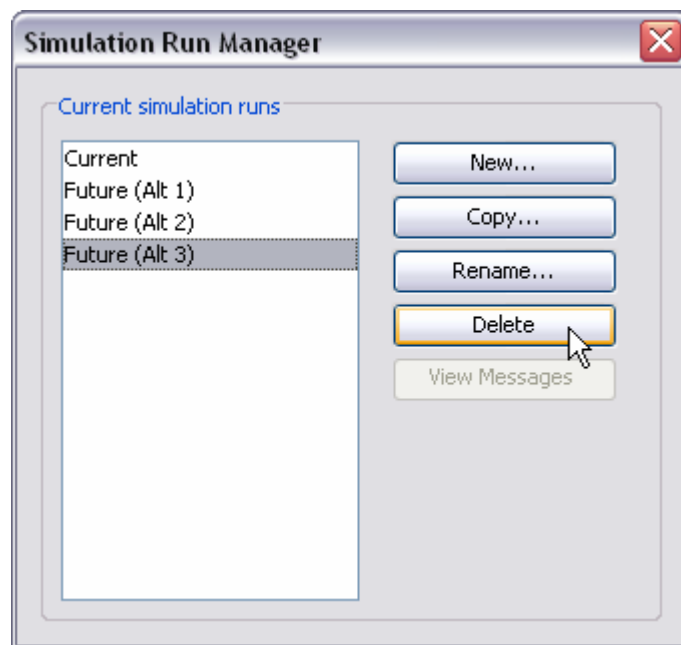 Simulation Run Manager
Current simulation runs
Current
Future (Alt 1)
Future (Alt 2)
Future (Alt 3)
New...
Copy...
Rename...
Delete
View Messages